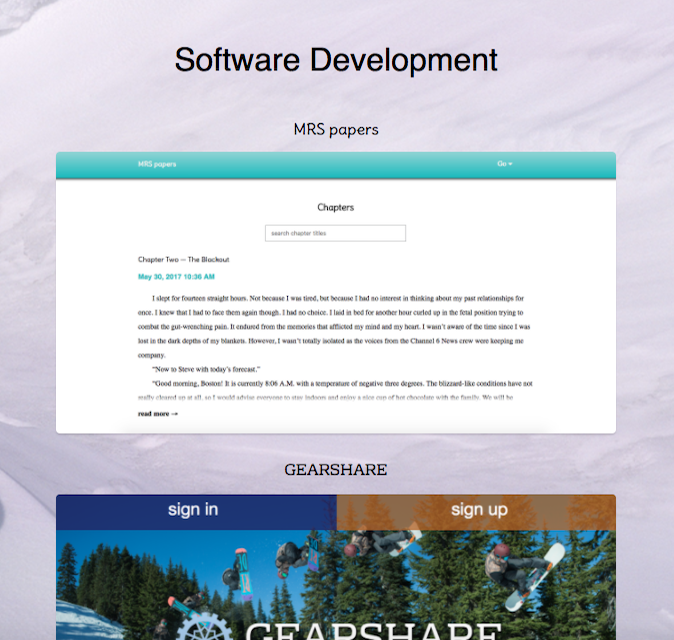 Software Development
MRS papers
MRS papers
Go
Chapters
search chapter titles
Chapter Two — The Blackout
May 30, 2017 10:36 AM
I slept for fourteen straight hours. Not because I was tired, but because I had no interest in thinking about my past relationships for
once. I knew that I had to face them again though. I had no choice. I laid in bed for another hour curled up in the fetal position trying to
combat the gut-wrenching pain. It endured from the memories that afflicted my mind and my heart. I wasn't aware of the time since I was
lost in the dark depths of my blankets. However, I wasn't totally isolated as the voices from the Channel 6 News crew were keeping me
company.
"Now to Steve with today's forecast."
"Good morning, Boston! It is currently 8:06 A.M. with a temperature of negative three degrees. The blizzard-like conditions have not
really cleared up at all, so I would advise everyone to stay indoors and enjoy a nice cup of hot chocolate with the family. We will be
read more →
GEARSHARE
sign in
sign up
GEARSHARE